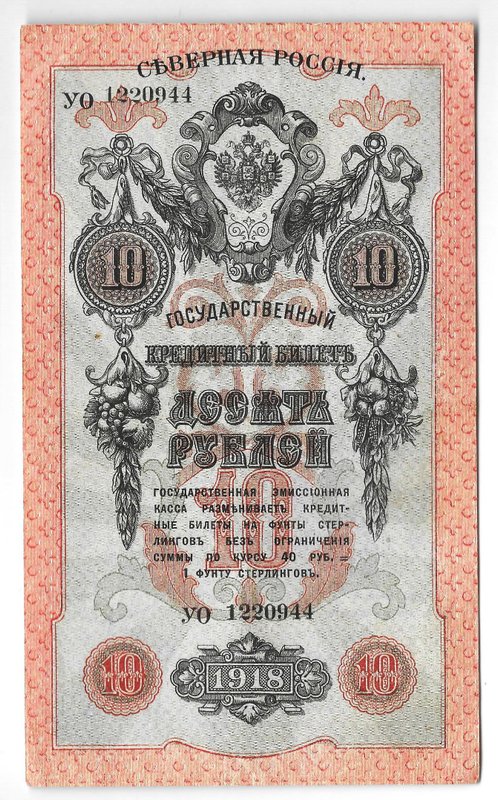 СѢВЕРНАЯ РОССІЯ.
УО 1220944
10 10
ГОСУДАРСТВЕННЫЙ
КРЕДИТНЫЙ БИЛЕТЪ
ДЕСЯТЬ
РУБЛЕЙ
10
ГОСУДАРСТВЕННАЯ ЭМИССІОННАЯ
КАССА РАЗМѢНИВАЕТЪ КРЕДИТ-
НЫЕ БИЛЕТЫ НА ФУНТЫ СТЕР-
ЛИНГОВЪ БЕЗЪ ОГРАНИЧЕНІЯ
СУММЫ ПО КУРСУ 40 РУБ. =
1 ФУНТУ СТЕРЛИНГОВЪ.
УО 1220944
10 1918 10